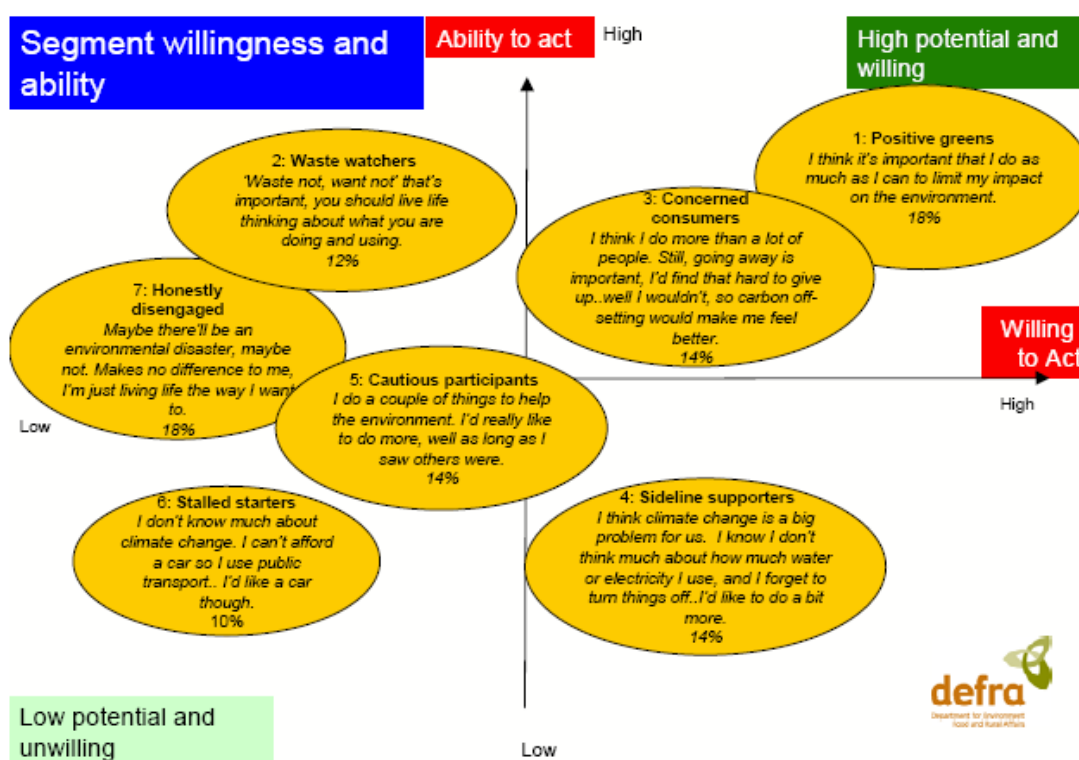 Segment willingness and
ability
Ability to act
High
High potential and
willing
1: Positive greens
I think it's important that I do as
much as I can to limit my impact
on the environment.
18%
2: Waste watchers
'Waste not, want not' that's
important, you should live life
thinking about what you are
doing and using.
12%
3: Concerned
consumers
I think I do more than a lot of
people. Still, going away is
important, I'd find that hard to give
up..well I wouldn't, so carbon off-
setting would make me feel
better.
14%
7: Honestly
disengaged
Maybe there'll be an
environmental disaster, maybe
not. Makes no difference to me,
I'm just living life the way I want
to.
18%
Willing
to Act
High
Low
5: Cautious participants
I do a couple of things to help
the environment. I'd really like
to do more, well as long as I
saw others were.
14%
6: Stalled starters
I don't know much about
climate change. I can't afford
a car so I use public
transport.. I'd like a car
though.
10%
4: Sideline supporters
I think climate change is a big
problem for us. I know I don't
think much about how much water
or electricity I use, and I forget to
turn things off..I'd like to do a bit
more.
14%
defra
Department for Environment
Food and Rural Affairs
Low potential and
unwilling
Low